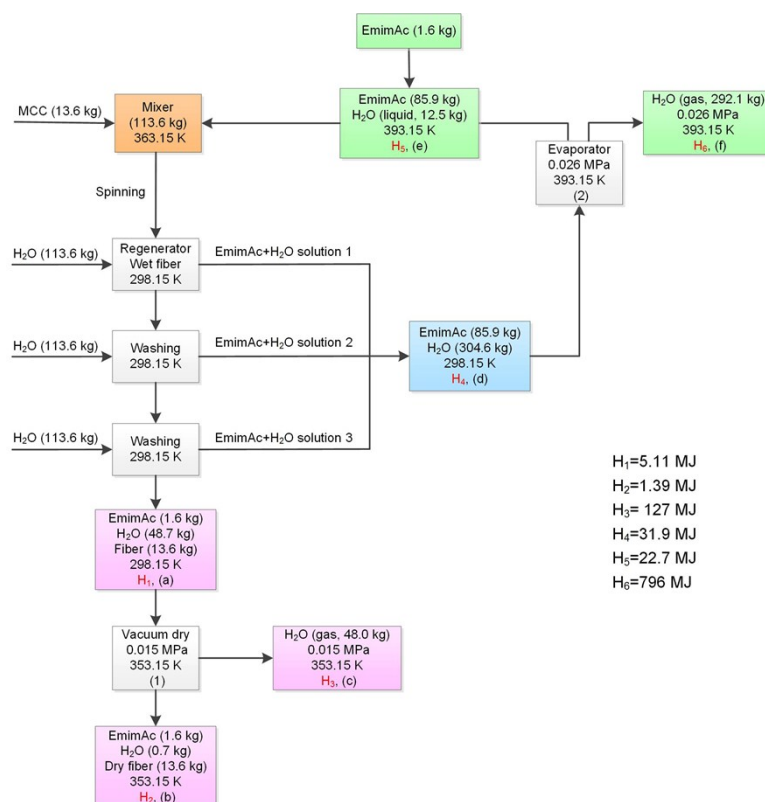 EmimAc (1.6 kg)
MCC (13.6 kg)
Mixer
(113.6 kg)
363.15 K
EmimAc (85.9 kg)
H₂O (liquid, 12.5 kg)
393.15 K
H₅, (e)
H₂O (gas, 292.1 kg)
0.026 MPa
393.15 K
H₆, (f)
Evaporator
0.026 MPa
393.15 K
(2)
Spinning
H₂O (113.6 kg)
Regenerator
Wet fiber
298.15 K
EmimAc+H₂O solution 1
H₂O (113.6 kg)
Washing
298.15 K
EmimAc+H₂O solution 2
EmimAc (85.9 kg)
H₂O (304.6 kg)
298.15 K
H₄, (d)
H₂O (113.6 kg)
Washing
298.15 K
EmimAc+H₂O solution 3
H₁=5.11 MJ
H₂=1.39 MJ
H₃= 127 MJ
H₄=31.9 MJ
H₅=22.7 MJ
H₆=796 MJ
EmimAc (1.6 kg)
H₂O (48.7 kg)
Fiber (13.6 kg)
298.15 K
H₁, (a)
Vacuum dry
0.015 MPa
353.15 K
(1)
H₂O (gas, 48.0 kg)
0.015 MPa
353.15 K
H₃, (c)
EmimAc (1.6 kg)
H₂O (0.7 kg)
Dry fiber (13.6 kg)
353.15 K
H₂, (b)